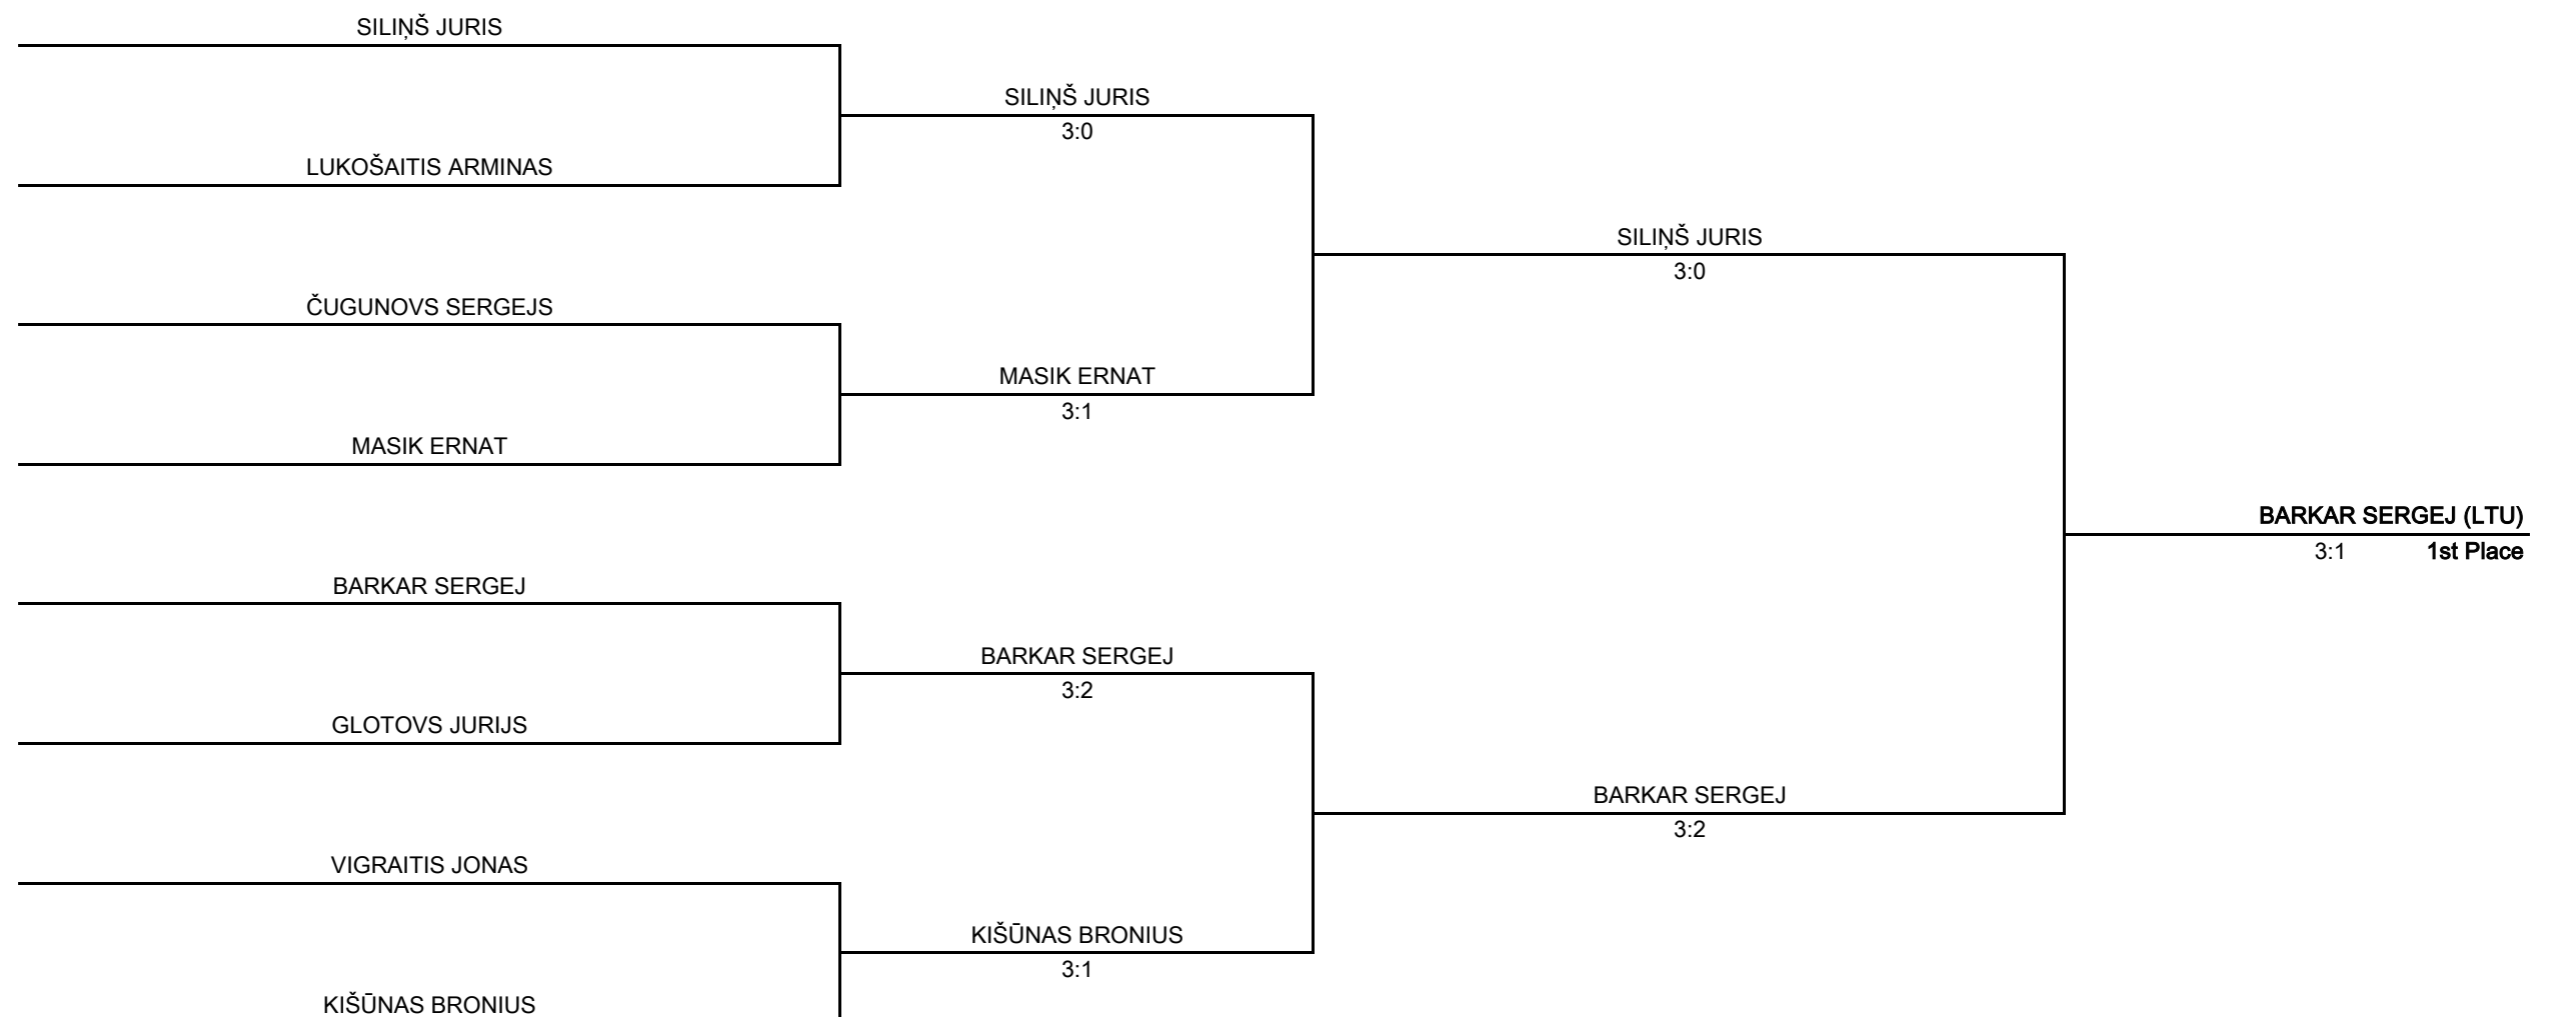 SILIŅŠ JURIS
SILIŅŠ JURIS
3:0
LUKOŠAITIS ARMINAS
SILIŅŠ JURIS
3:0
ČUGUNOVS SERGEJS
MASIK ERNAT
3:1
MASIK ERNAT
BARKAR SERGEJ (LTU)
3:1 1st Place
BARKAR SERGEJ
BARKAR SERGEJ
3:2
GLOTOVS JURIJS
BARKAR SERGEJ
3:2
VIGRAITIS JONAS
KIŠŪNAS BRONIUS
3:1
KIŠŪNAS BRONIUS